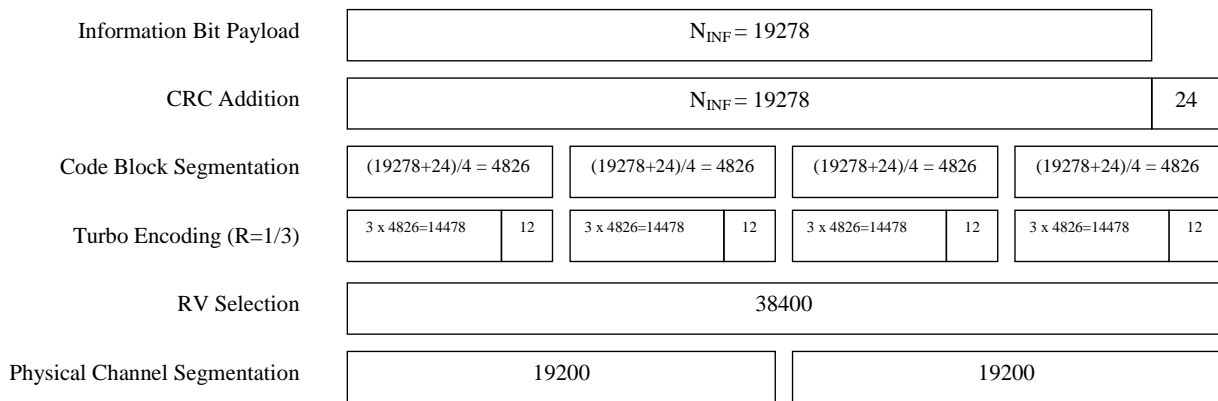 Information Bit Payload NINF = 19278
CRC Addition NINF = 19278 24
Code Block Segmentation (19278+24)/4 = 4826 (19278+24)/4 = 4826 (19278+24)/4 = 4826 (19278+24)/4 = 4826
Turbo Encoding (R=1/3) 3 x 4826=14478 12 3 x 4826=14478 12 3 x 4826=14478 12 3 x 4826=14478 12
RV Selection 38400
Physical Channel Segmentation 19200 19200